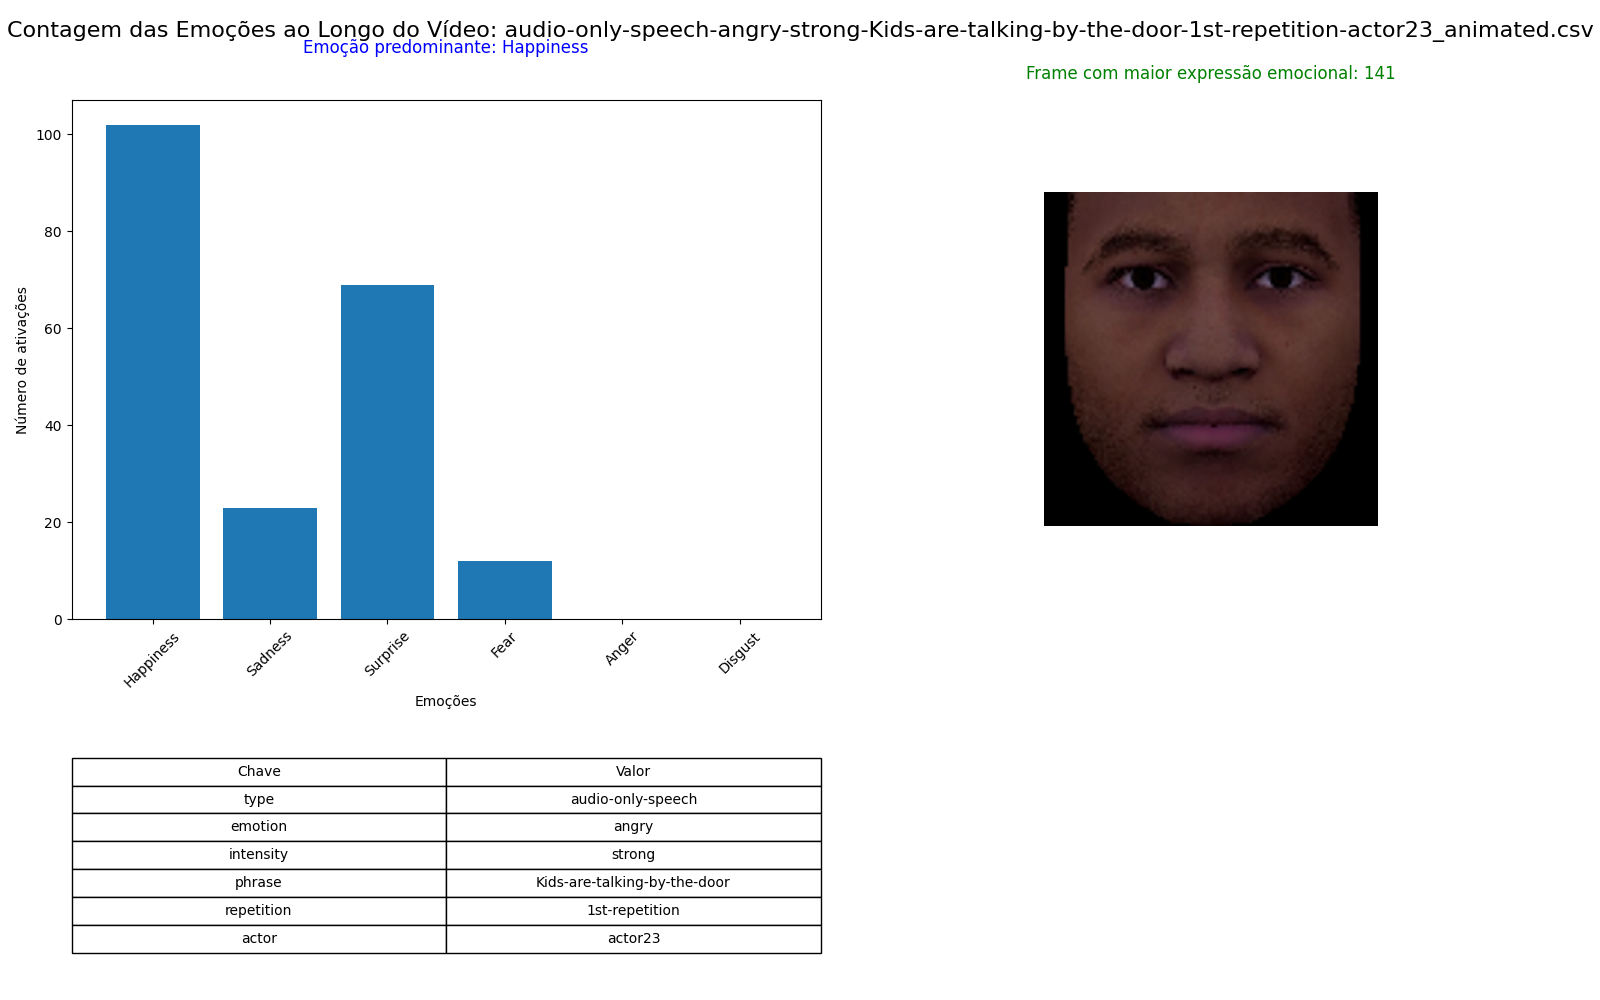 Contagem das Emoções ao Longo do Vídeo: audio-only-speech-angry-strong-Kids-are-talking-by-the-door-1st-repetition-actor23_animated.csv
Emoção predominante: Happiness
Frame com maior expressão emocional: 141
Número de ativações
100
80
60
40
20
0
Happiness
Sadness
Surprise
Fear
Anger
Disgust
Emoções
Chave Valor
type audio-only-speech
emotion angry
intensity strong
phrase Kids-are-talking-by-the-door
repetition 1st-repetition
actor actor23